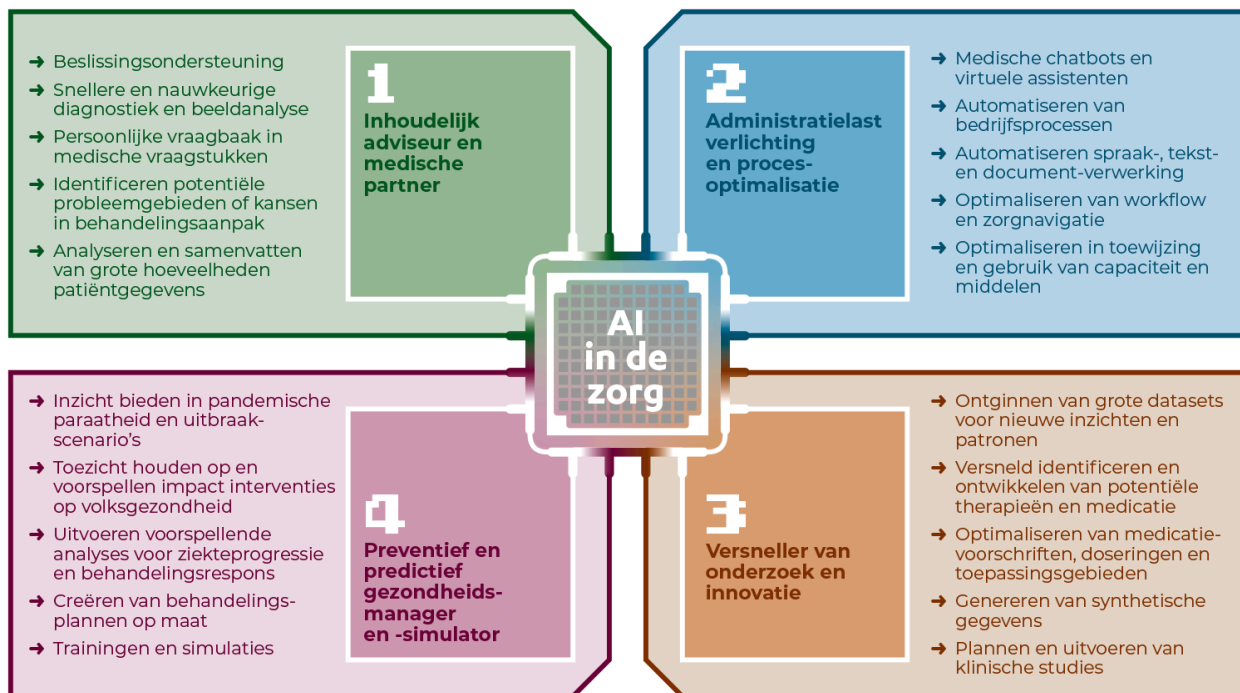 ➜ Beslissingsondersteuning
➜ Snellere en nauwkeurige
diagnostiek en beeldanalyse
➜ Persoonlijke vraagbaak in
medische vraagstukken
➜ Identificeren potentiële
probleemgebieden of kansen
in behandelingsaanpak
➜ Analyseren en samenvatten
van grote hoeveelheden
patiëntgegevens
1
Inhoudelijk
adviseur en
medische
partner
2
Administratielast
verlichting
en proces-
optimalisatie
➜ Medische chatbots en
virtuele assistenten
➜ Automatiseren van
bedrijfsprocessen
➜ Automatiseren spraak-, tekst-
en document-verwerking
➜ Optimaliseren van workflow
en zorgnavigatie
➜ Optimaliseren in toewijzing
en gebruik van capaciteit en
middelen
AI
in de
zorg
➜ Inzicht bieden in pandemische
paraatheid en uitbraak-
scenario's
➜ Toezicht houden op en
voorspellen impact interventies
op volksgezondheid
➜ Uitvoeren voorspellende
analyses voor ziekteprogressie
en behandelingsrespons
➜ Creëren van behandelings-
plannen op maat
➜ Trainingen en simulaties
4
Preventief en
predictief
gezondheids-
manager
en -simulator
3
Versneller van
onderzoek en
innovatie
➜ Ontginnen van grote datasets
voor nieuwe inzichten en
patronen
➜ Versneld identificeren en
ontwikkelen van potentiële
therapieën en medicatie
➜ Optimaliseren van medicatie-
voorschriften, doseringen en
toepassingsgebieden
➜ Genereren van synthetische
gegevens
➜ Plannen en uitvoeren van
klinische studies